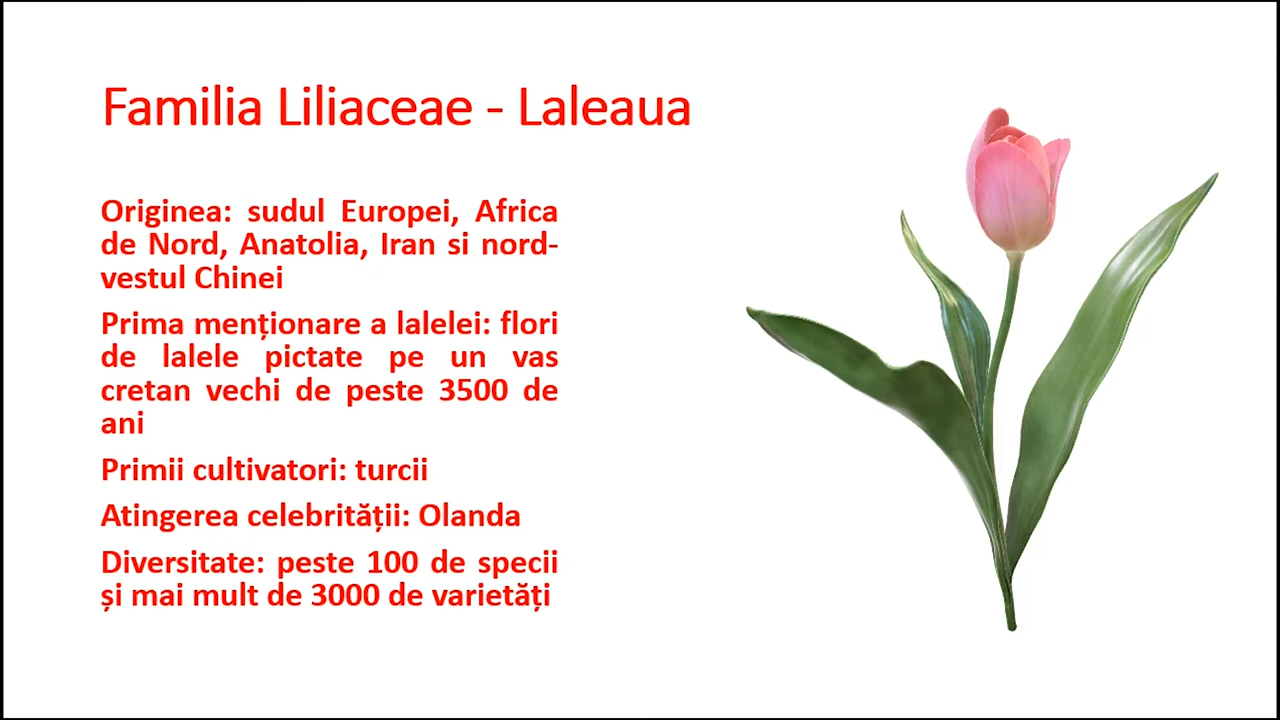 Familia Liliaceae - Laleaua
Originea: sudul Europei, Africa
de Nord, Anatolia, Iran si nord-
vestul Chinei
Prima menționare a lalelei: flori
de lalele pictate pe un vas
cretan vechi de peste 3500 de
ani
Primii cultivatori: turcii
Atingerea celebrității: Olanda
Diversitate: peste 100 de specii
și mai mult de 3000 de varietăți